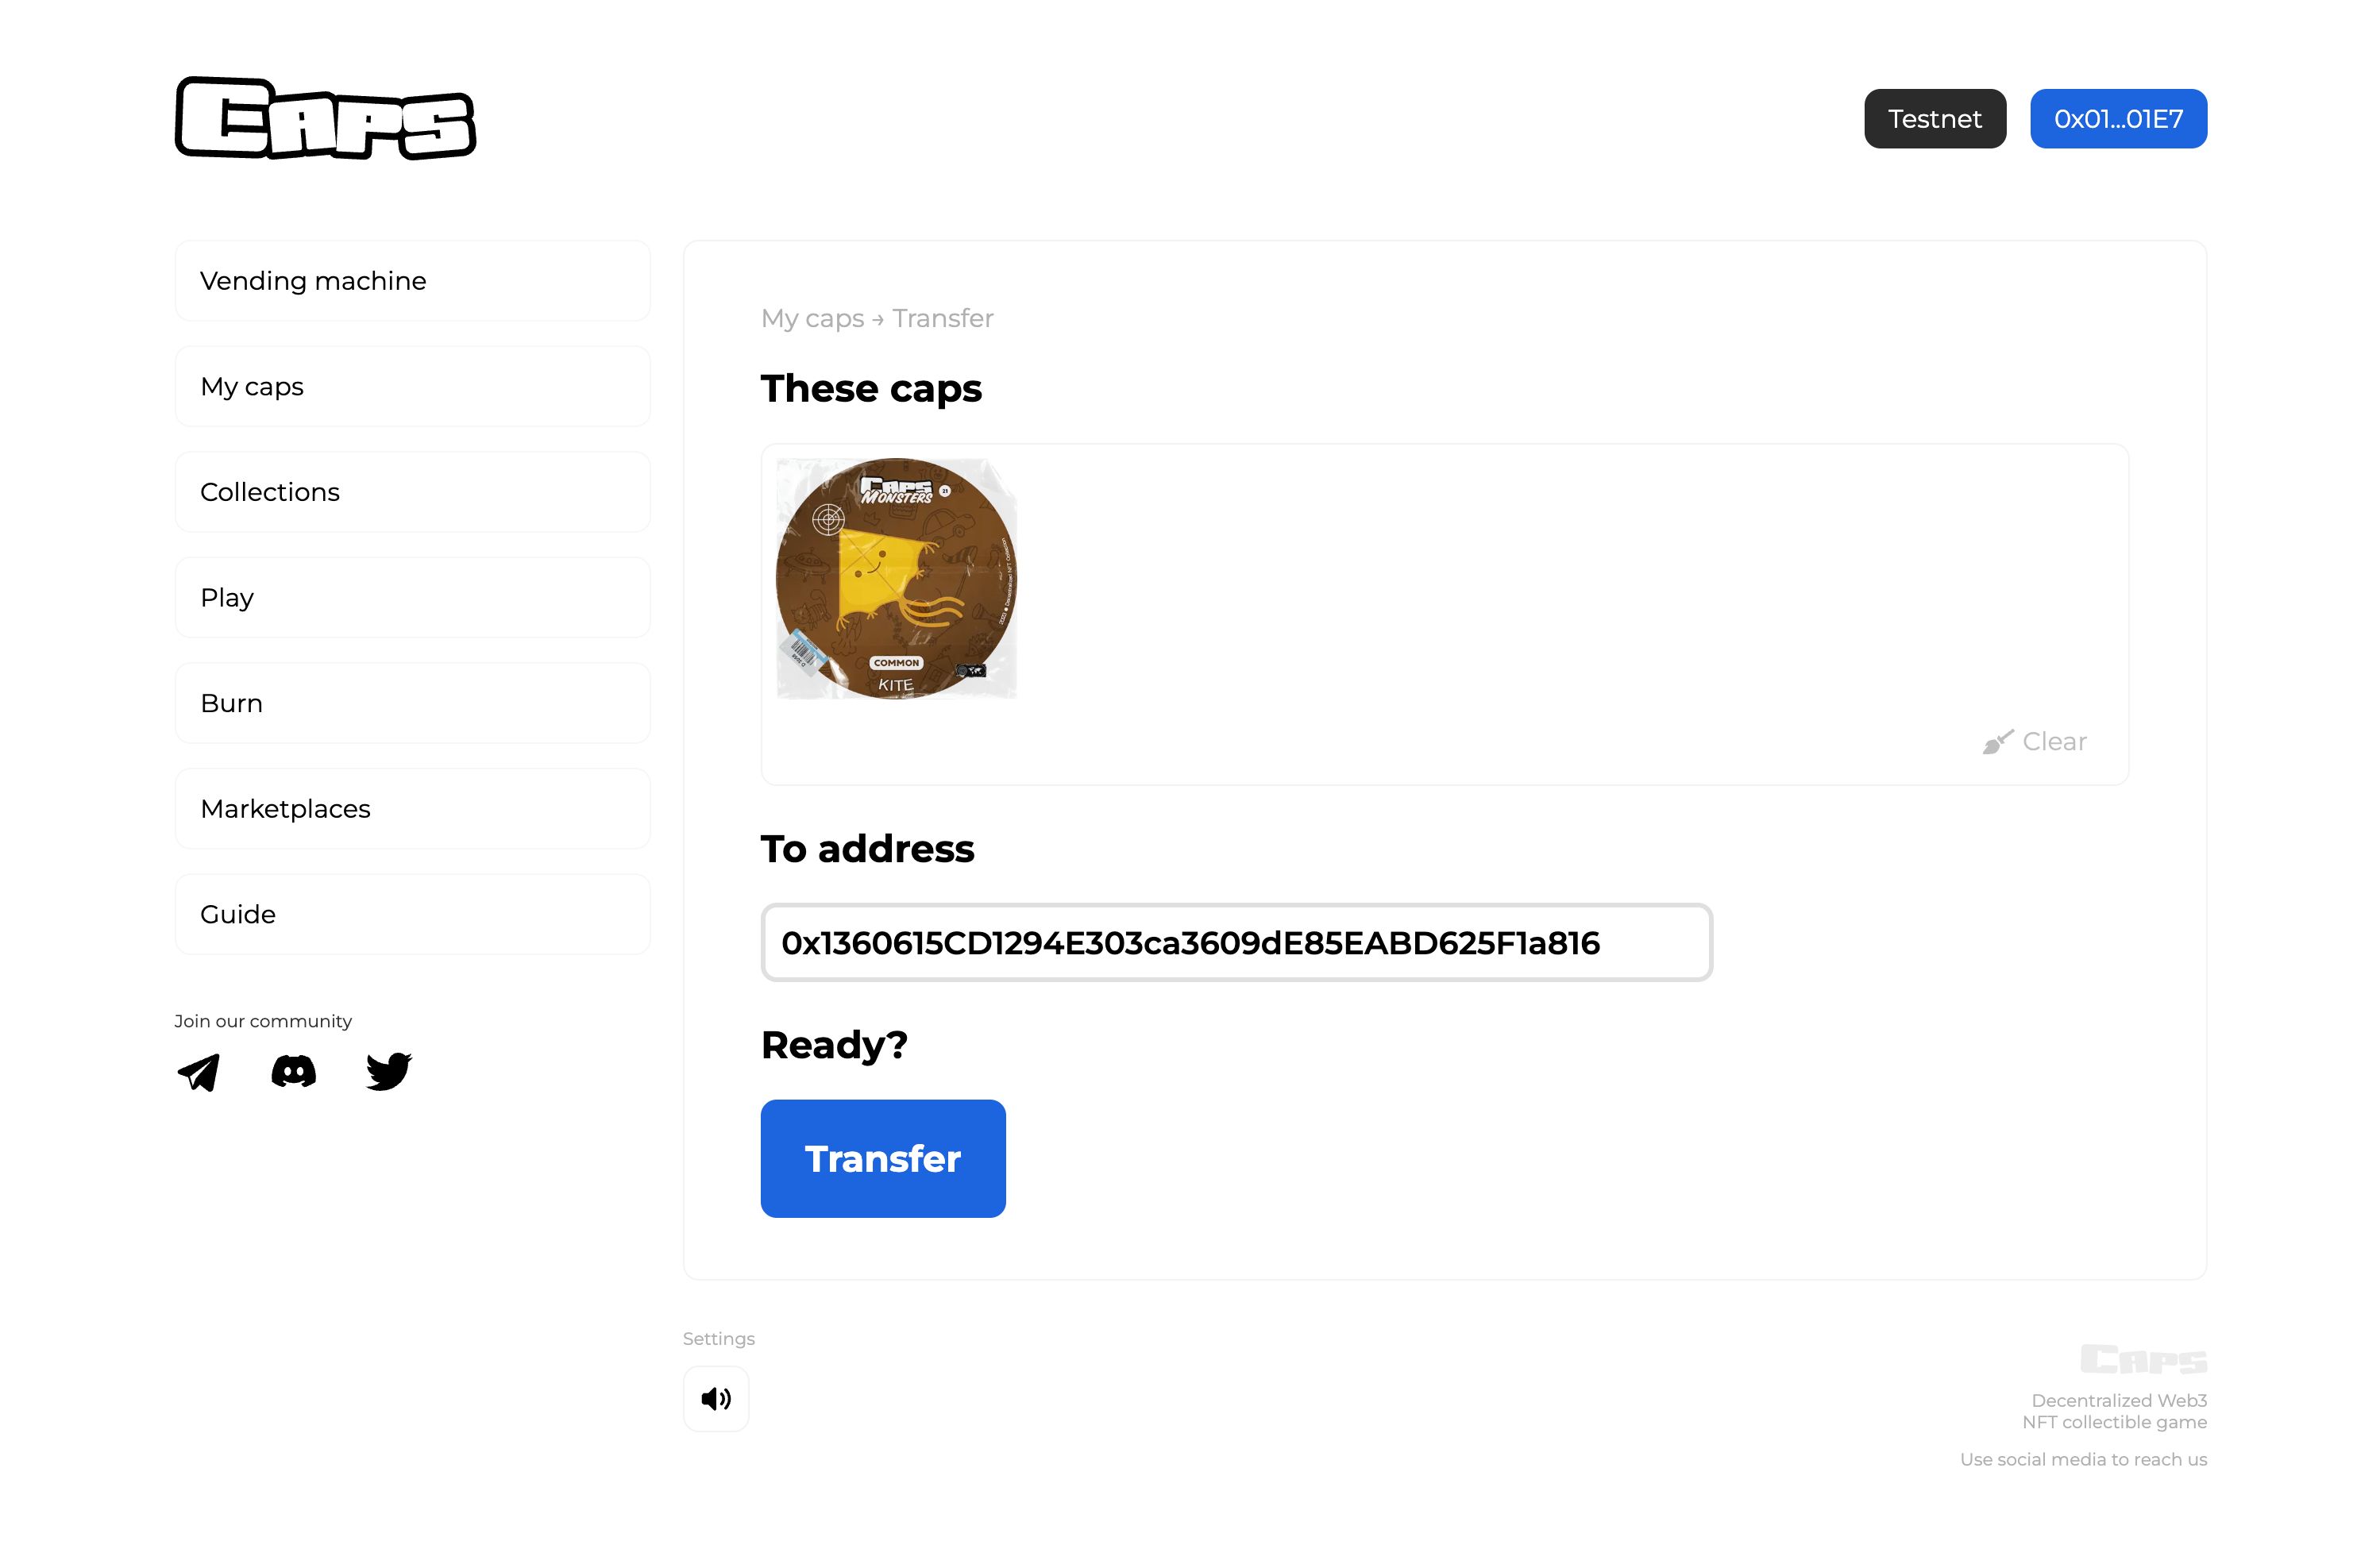 Caps
Testnet
0x01...01E7
Vending machine
My caps
Collections
Play
Burn
Marketplaces
Guide
Join our community
My caps → Transfer
These caps
Caps
Monsters
21
COMMON
KITE
Clear
To address
0x1360615CD1294E303ca3609dE85EABD625F1a816
Ready?
Transfer
Settings
Caps
Decentralized Web3
NFT collectible game
Use social media to reach us